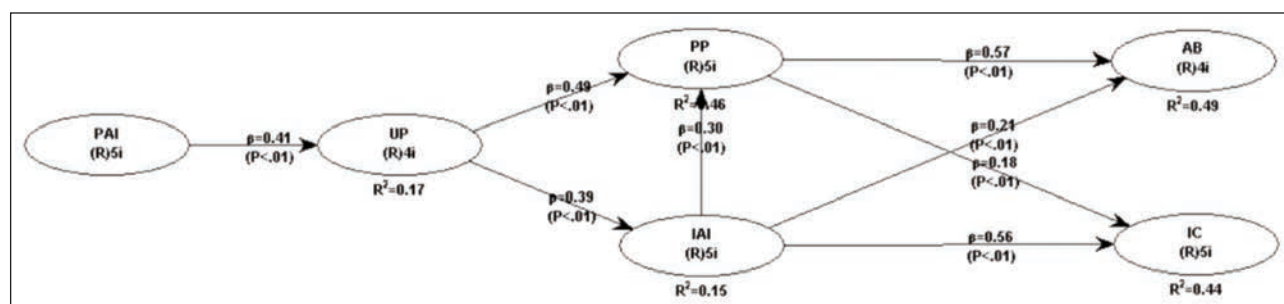 PAI
(R)5i
β=0.41
(P<.01)
UP
(R)4i
R²=0.17
β=0.49
(P<.01)
β=0.39
(P<.01)
PP
(R)5i
R²=0.46
β=0.30
(P<.01)
IAI
(R)5i
R²=0.15
β=0.57
(P<.01)
β=0.21
(P<.01)
β=0.18
(P<.01)
β=0.56
(P<.01)
AB
(R)4i
R²=0.49
IC
(R)5i
R²=0.44